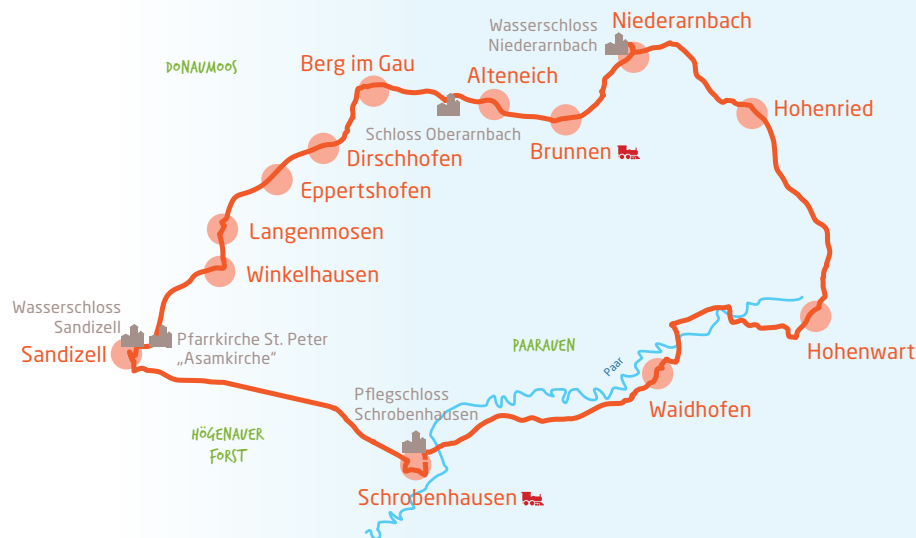 Wasserschloss
Niederarnbach
Niederarnbach
DONAUMOOS
Berg im Gau
Alteneich
Hohenried
Schloss Oberarnbach
Brunnen
Dirschhofen
Eppertshofen
Langenmosen
Winkelhausen
Wasserschloss
Sandizell
Pfarrkirche St. Peter
„Asamkirche“
Sandizell
PAARAUEN
Paar
Hohenwart
Pflegschloss
Schrobenhausen
Waidhofen
HÖGENAUER
FORST
Schrobenhausen